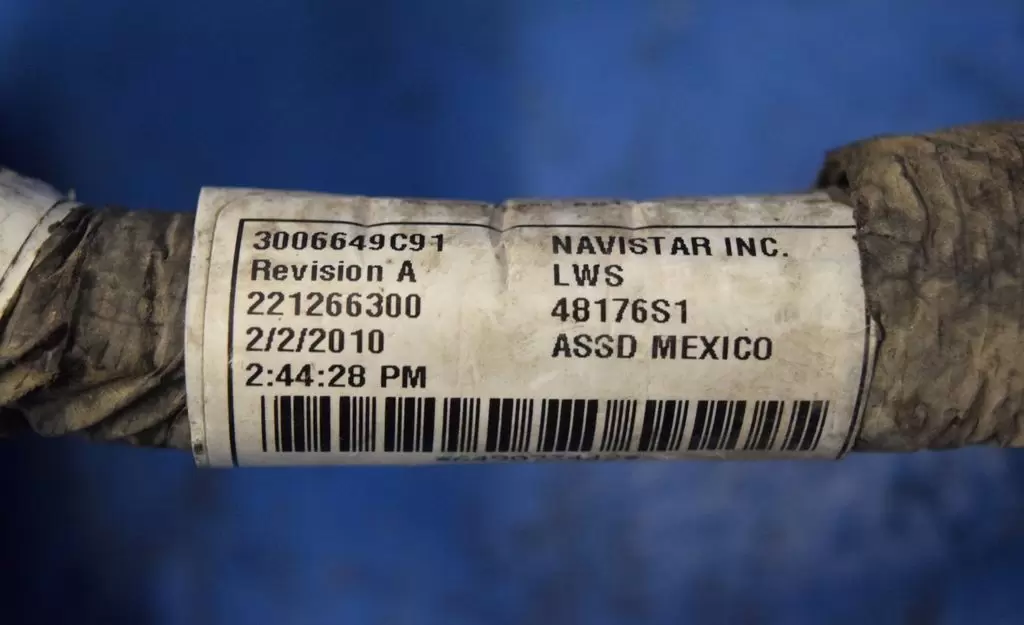 3006649C91
Revision A
221266300
2/2/2010
2:44:28 PM
NAVISTAR INC.
LWS
48176S1
ASSD MEXICO